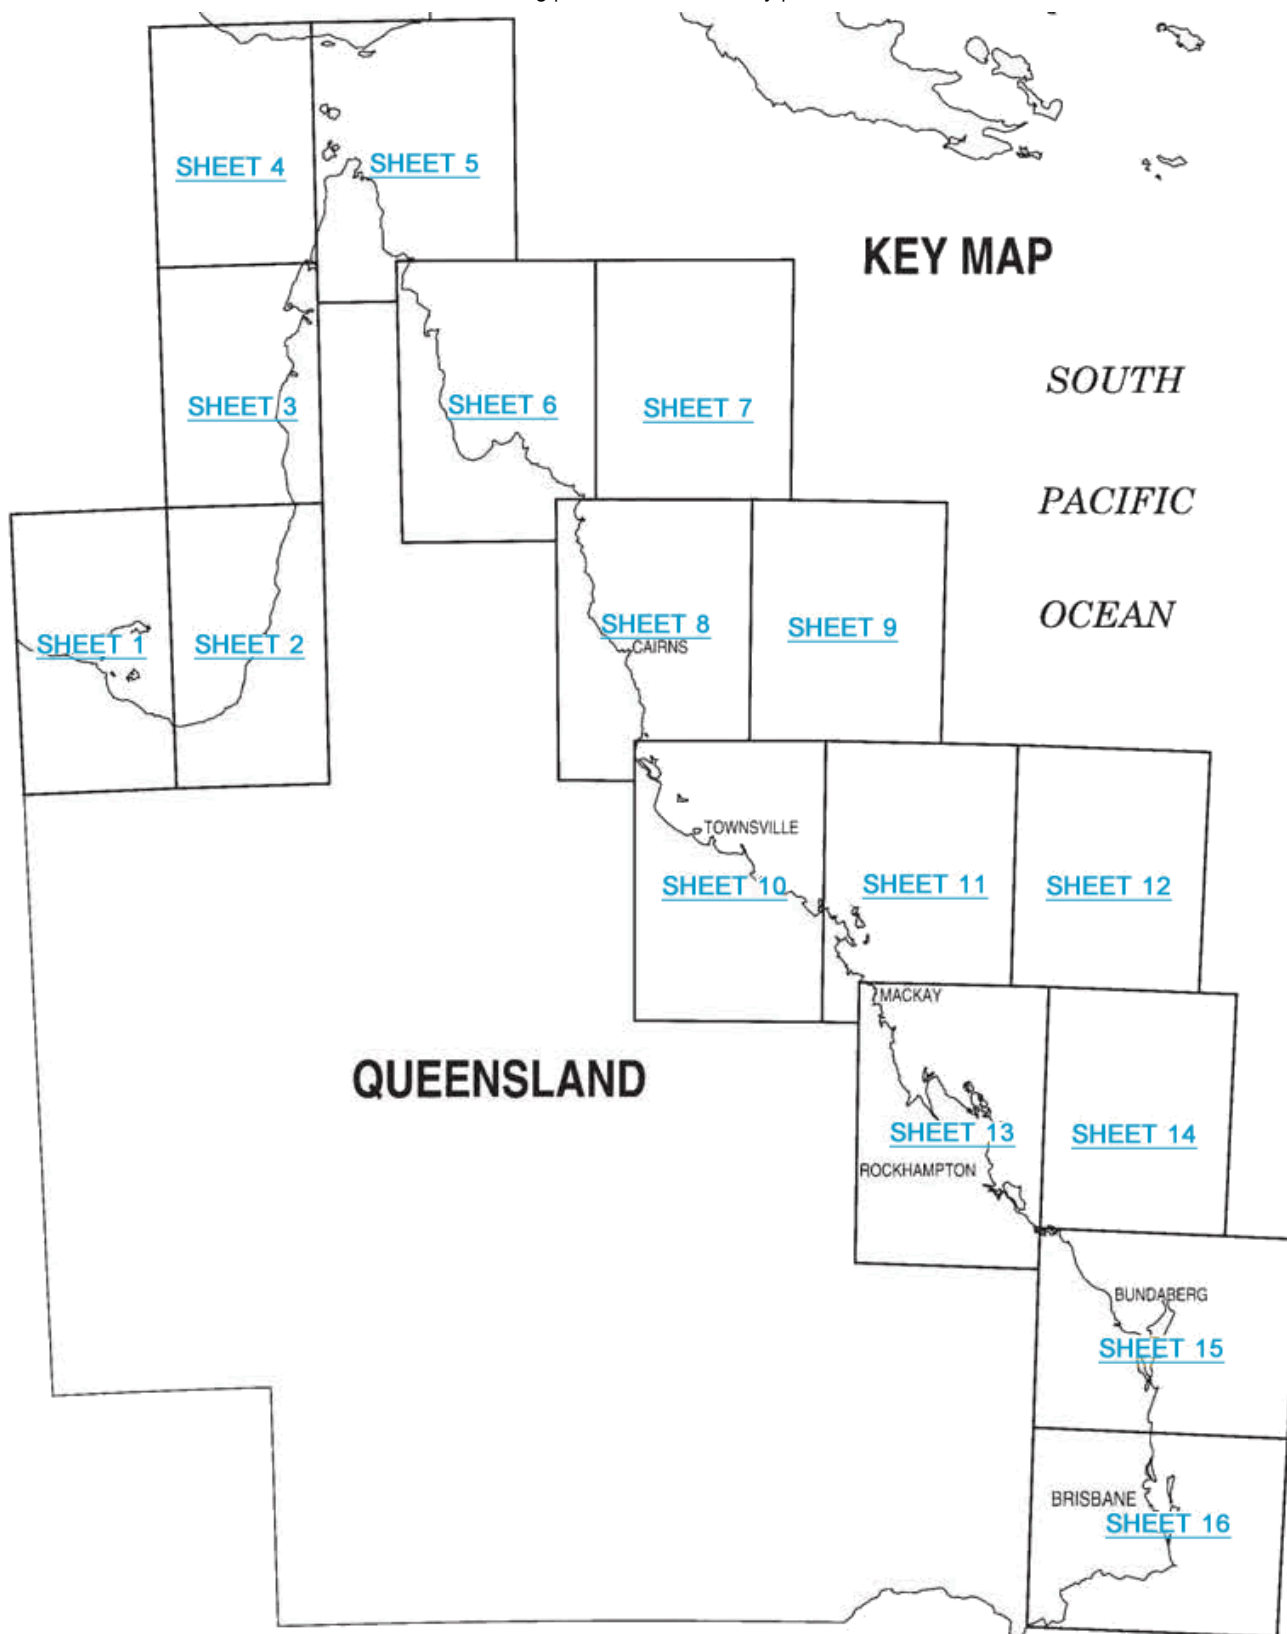 SHEET 4
SHEET 5
KEY MAP
SOUTH
SHEET 3
SHEET 6
SHEET 7
PACIFIC
OCEAN
SHEET 1
SHEET 2
SHEET 8
SHEET 9
CAIRNS
TOWNSVILLE
SHEET 10
SHEET 11
SHEET 12
MACKAY
QUEENSLAND
SHEET 13
SHEET 14
ROCKHAMPTON
BUNDABERG
SHEET 15
BRISBANE
SHEET 16